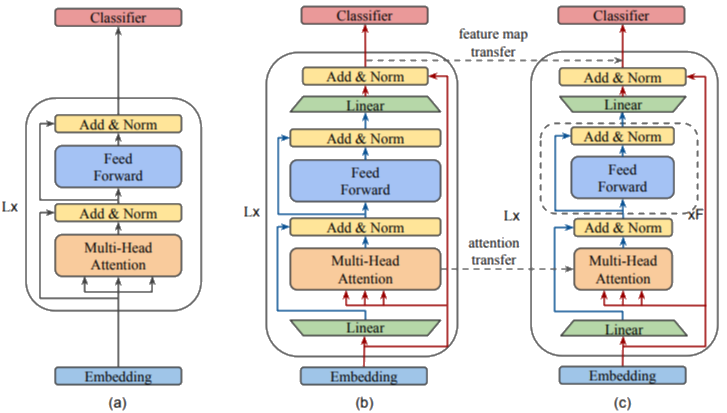 Classifier
Add & Norm
Feed
Forward
Add & Norm
Multi-Head
Attention
Lx
Embedding
(a)
Classifier
Add & Norm
Linear
Add & Norm
Feed
Forward
Add & Norm
Multi-Head
Attention
Linear
Lx
Embedding
(b)
feature map
transfer
attention
transfer
Classifier
Add & Norm
Linear
Add & Norm
Feed
Forward
xF
Add & Norm
Multi-Head
Attention
Linear
Lx
Embedding
(c)